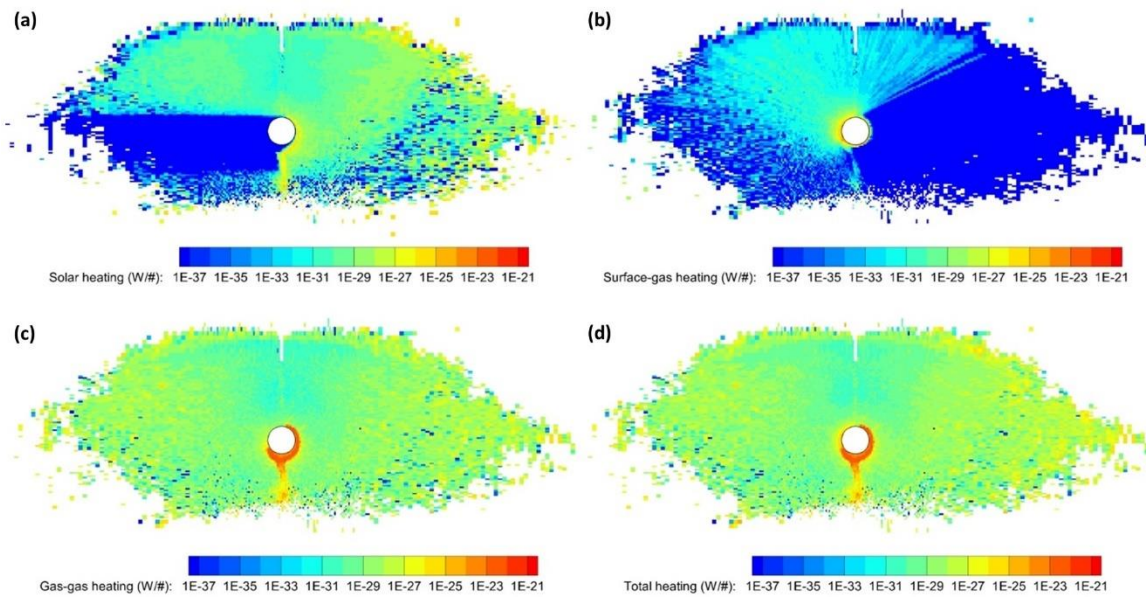 (a)
(b)
1E-37 1E-35 1E-33 1E-31 1E-29 1E-27 1E-25 1E-23 1E-21
Solar heating (W/#):
1E-37 1E-35 1E-33 1E-31 1E-29 1E-27 1E-25 1E-23 1E-21
Surface-gas heating (W/#):
(c)
(d)
Gas-gas heating (W/#): 1E-37 1E-35 1E-33 1E-31 1E-29 1E-27 1E-25 1E-23 1E-21
Total heating (W/#): 1E-37 1E-35 1E-33 1E-31 1E-29 1E-27 1E-25 1E-23 1E-21